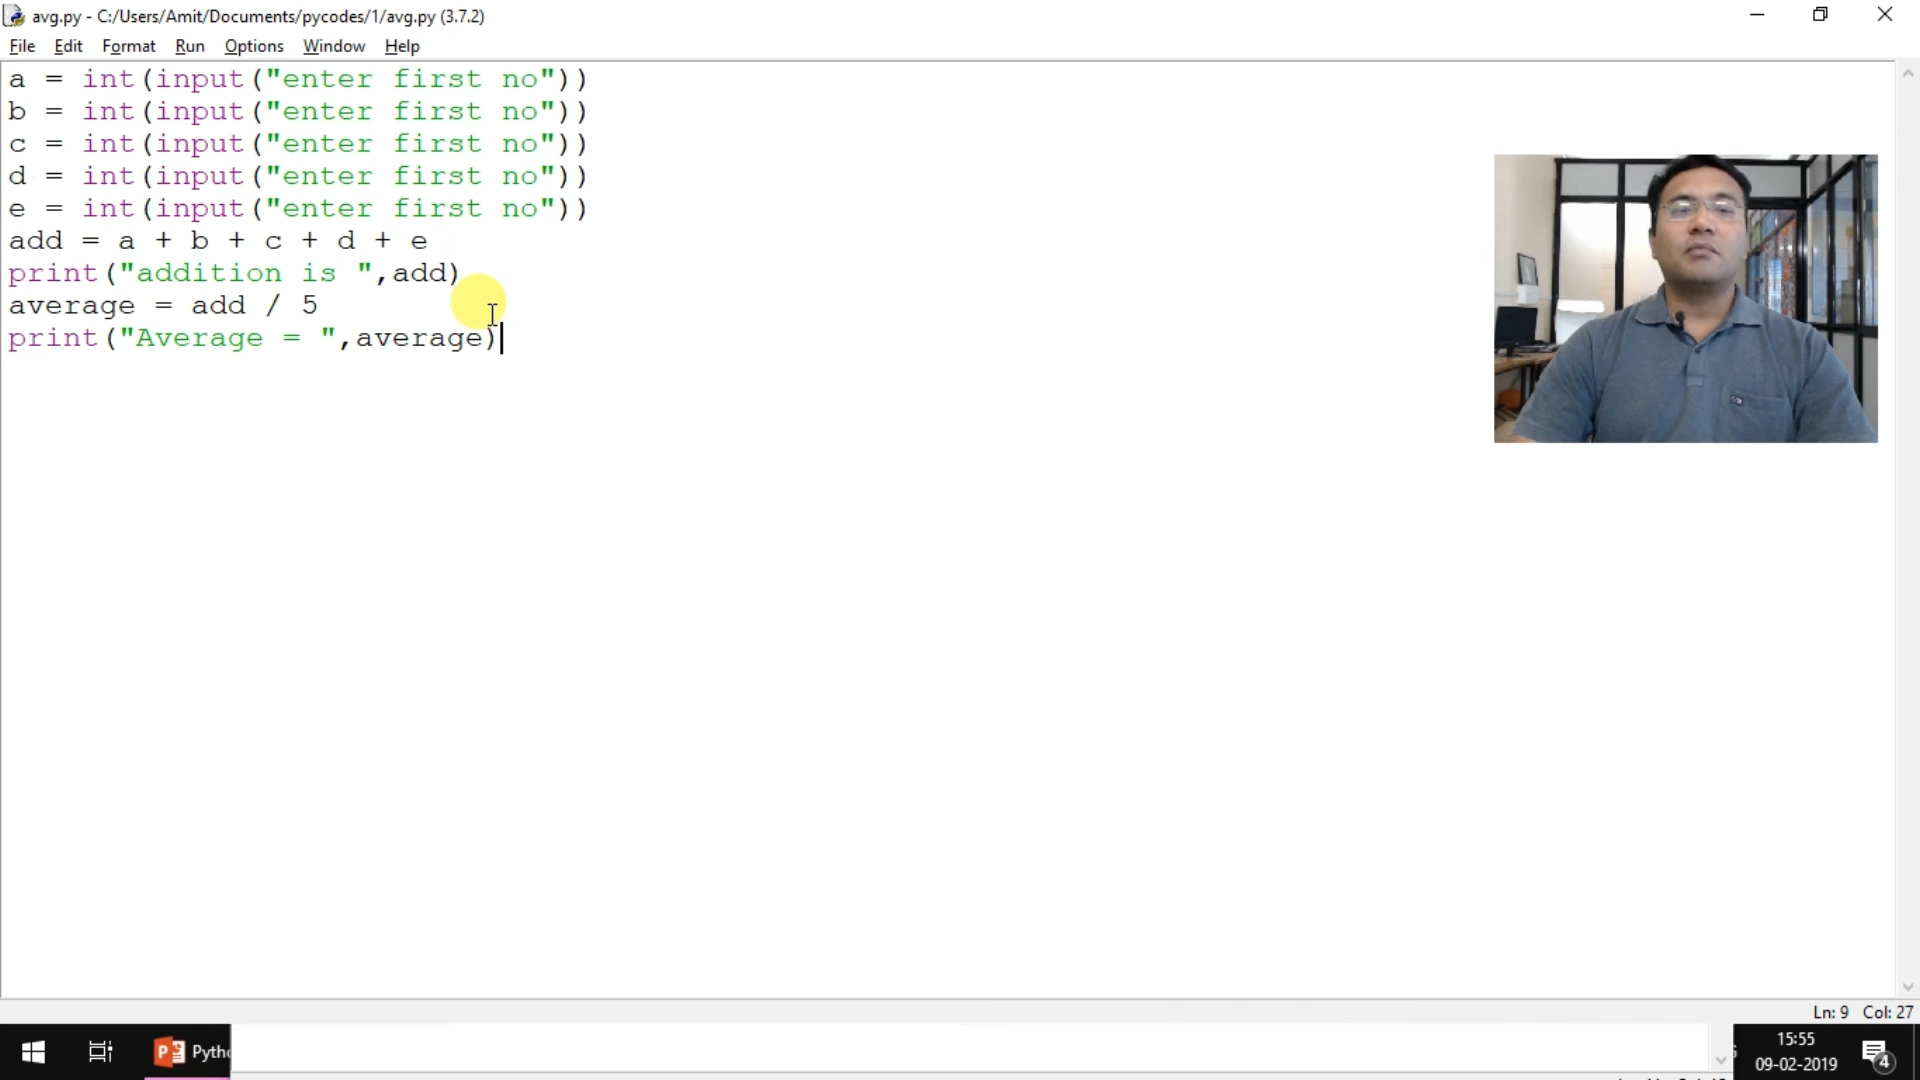 avg.py - C:/Users/Amit/Documents/pycodes/1/avg.py (3.7.2)
File Edit Format Run Options Window Help
a = int(input("enter first no"))
b = int(input("enter first no"))
c = int(input("enter first no"))
d = int(input("enter first no"))
e = int(input("enter first no"))
add = a + b + c + d + e
print("addition is ",add)
average = add / 5
print("Average = ",average)
Ln: 9 Col: 27
Pytho
15:55
09-02-2019
4